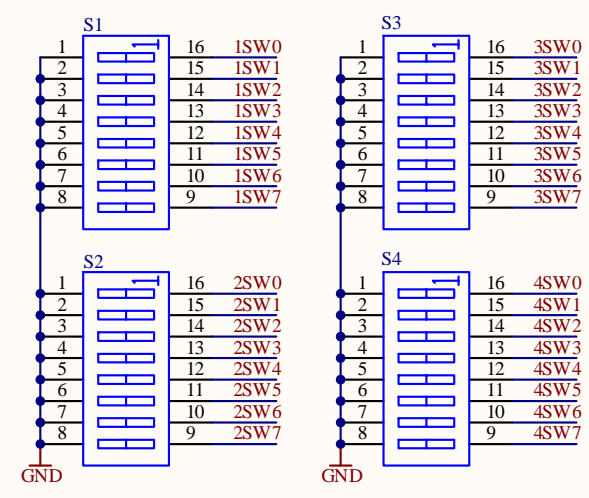 S1 S3
1 16 1SW0 1 16 3SW0
2 15 1SW1 2 15 3SW1
3 14 1SW2 3 14 3SW2
4 13 1SW3 4 13 3SW3
5 12 1SW4 5 12 3SW4
6 11 1SW5 6 11 3SW5
7 10 1SW6 7 10 3SW6
8 9 1SW7 8 9 3SW7
S2 S4
1 16 2SW0 1 16 4SW0
2 15 2SW1 2 15 4SW1
3 14 2SW2 3 14 4SW2
4 13 2SW3 4 13 4SW3
5 12 2SW4 5 12 4SW4
6 11 2SW5 6 11 4SW5
7 10 2SW6 7 10 4SW6
8 9 2SW7 8 9 4SW7
GND GND